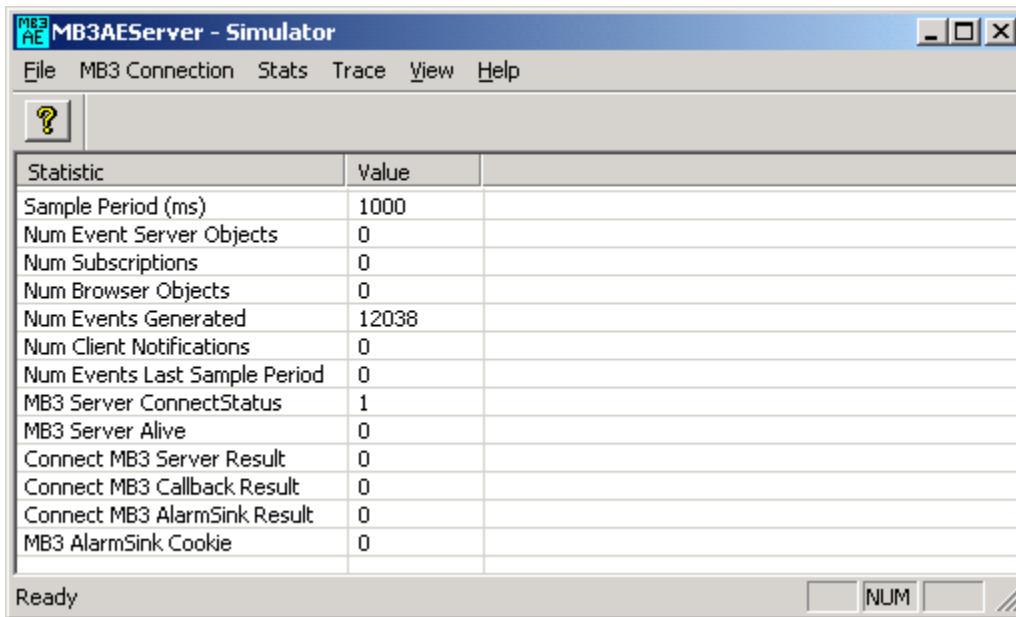 MB3 AE MB3AEServer - Simulator
File MB3 Connection Stats Trace View Help
Statistic Value
Sample Period (ms) 1000
Num Event Server Objects 0
Num Subscriptions 0
Num Browser Objects 0
Num Events Generated 12038
Num Client Notifications 0
Num Events Last Sample Period 0
MB3 Server ConnectStatus 1
MB3 Server Alive 0
Connect MB3 Server Result 0
Connect MB3 Callback Result 0
Connect MB3 AlarmSink Result 0
MB3 AlarmSink Cookie 0
Ready NUM